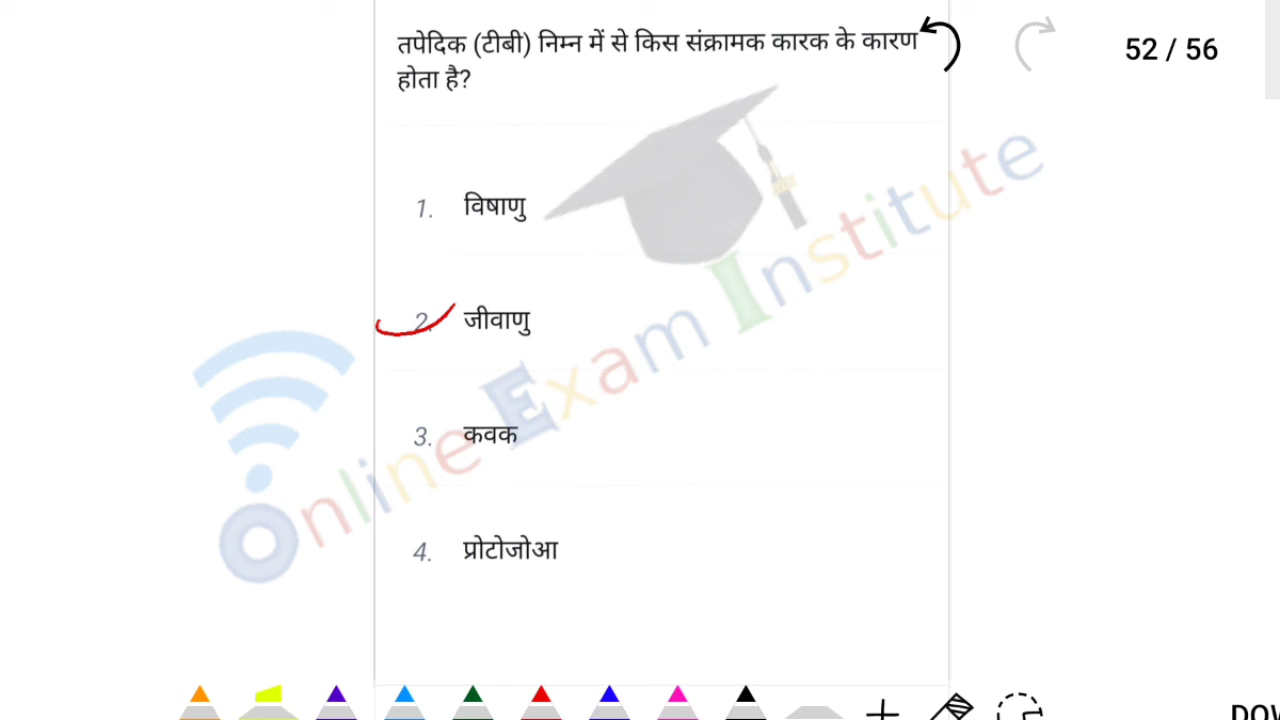 तपेदिक (टीबी) निम्न में से किस संक्रामक कारक के कारण
होता है?
52 / 56
1. विषाणु
2. जीवाणु
3. कवक
4. प्रोटोजोआ
Online Exam Institute